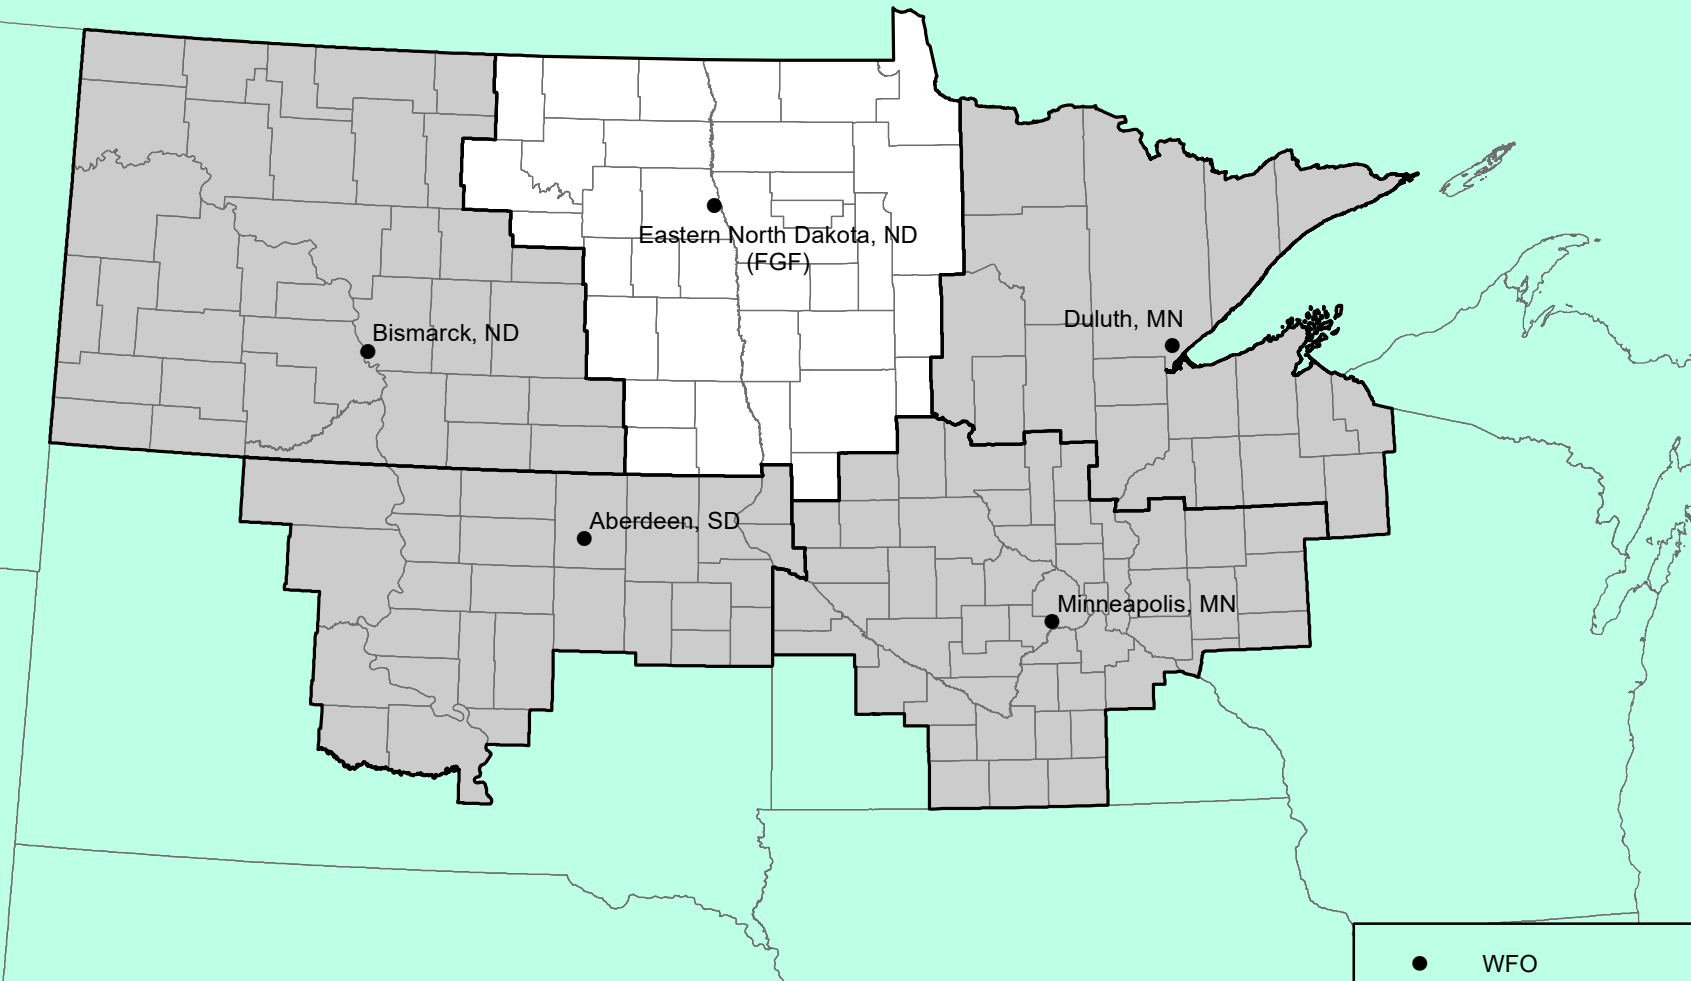 Eastern North Dakota, ND
(FGF)
Bismarck, ND
Duluth, MN
Aberdeen, SD
Minneapolis, MN
WFO